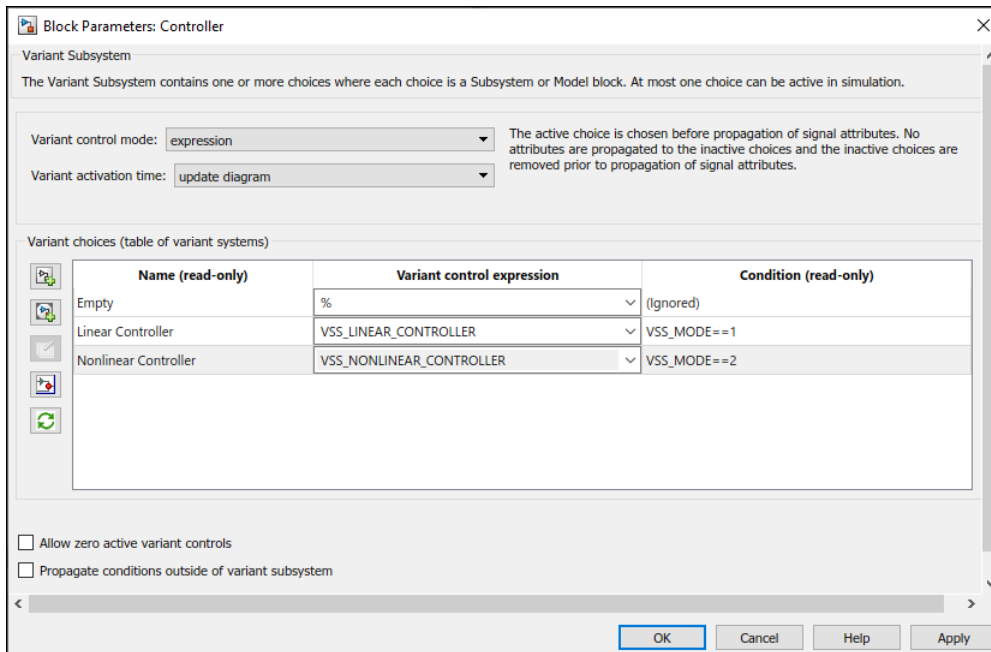 Block Parameters: Controller
Variant Subsystem
The Variant Subsystem contains one or more choices where each choice is a Subsystem or Model block. At most one choice can be active in simulation.
Variant control mode: expression
The active choice is chosen before propagation of signal attributes. No
attributes are propagated to the inactive choices and the inactive choices are
removed prior to propagation of signal attributes.
Variant activation time: update diagram
Variant choices (table of variant systems)
Name (read-only) Variant control expression Condition (read-only)
Empty % (Ignored)
Linear Controller VSS_LINEAR_CONTROLLER VSS_MODE==1
Nonlinear Controller VSS_NONLINEAR_CONTROLLER VSS_MODE==2
Allow zero active variant controls
Propagate conditions outside of variant subsystem
OK Cancel Help Apply